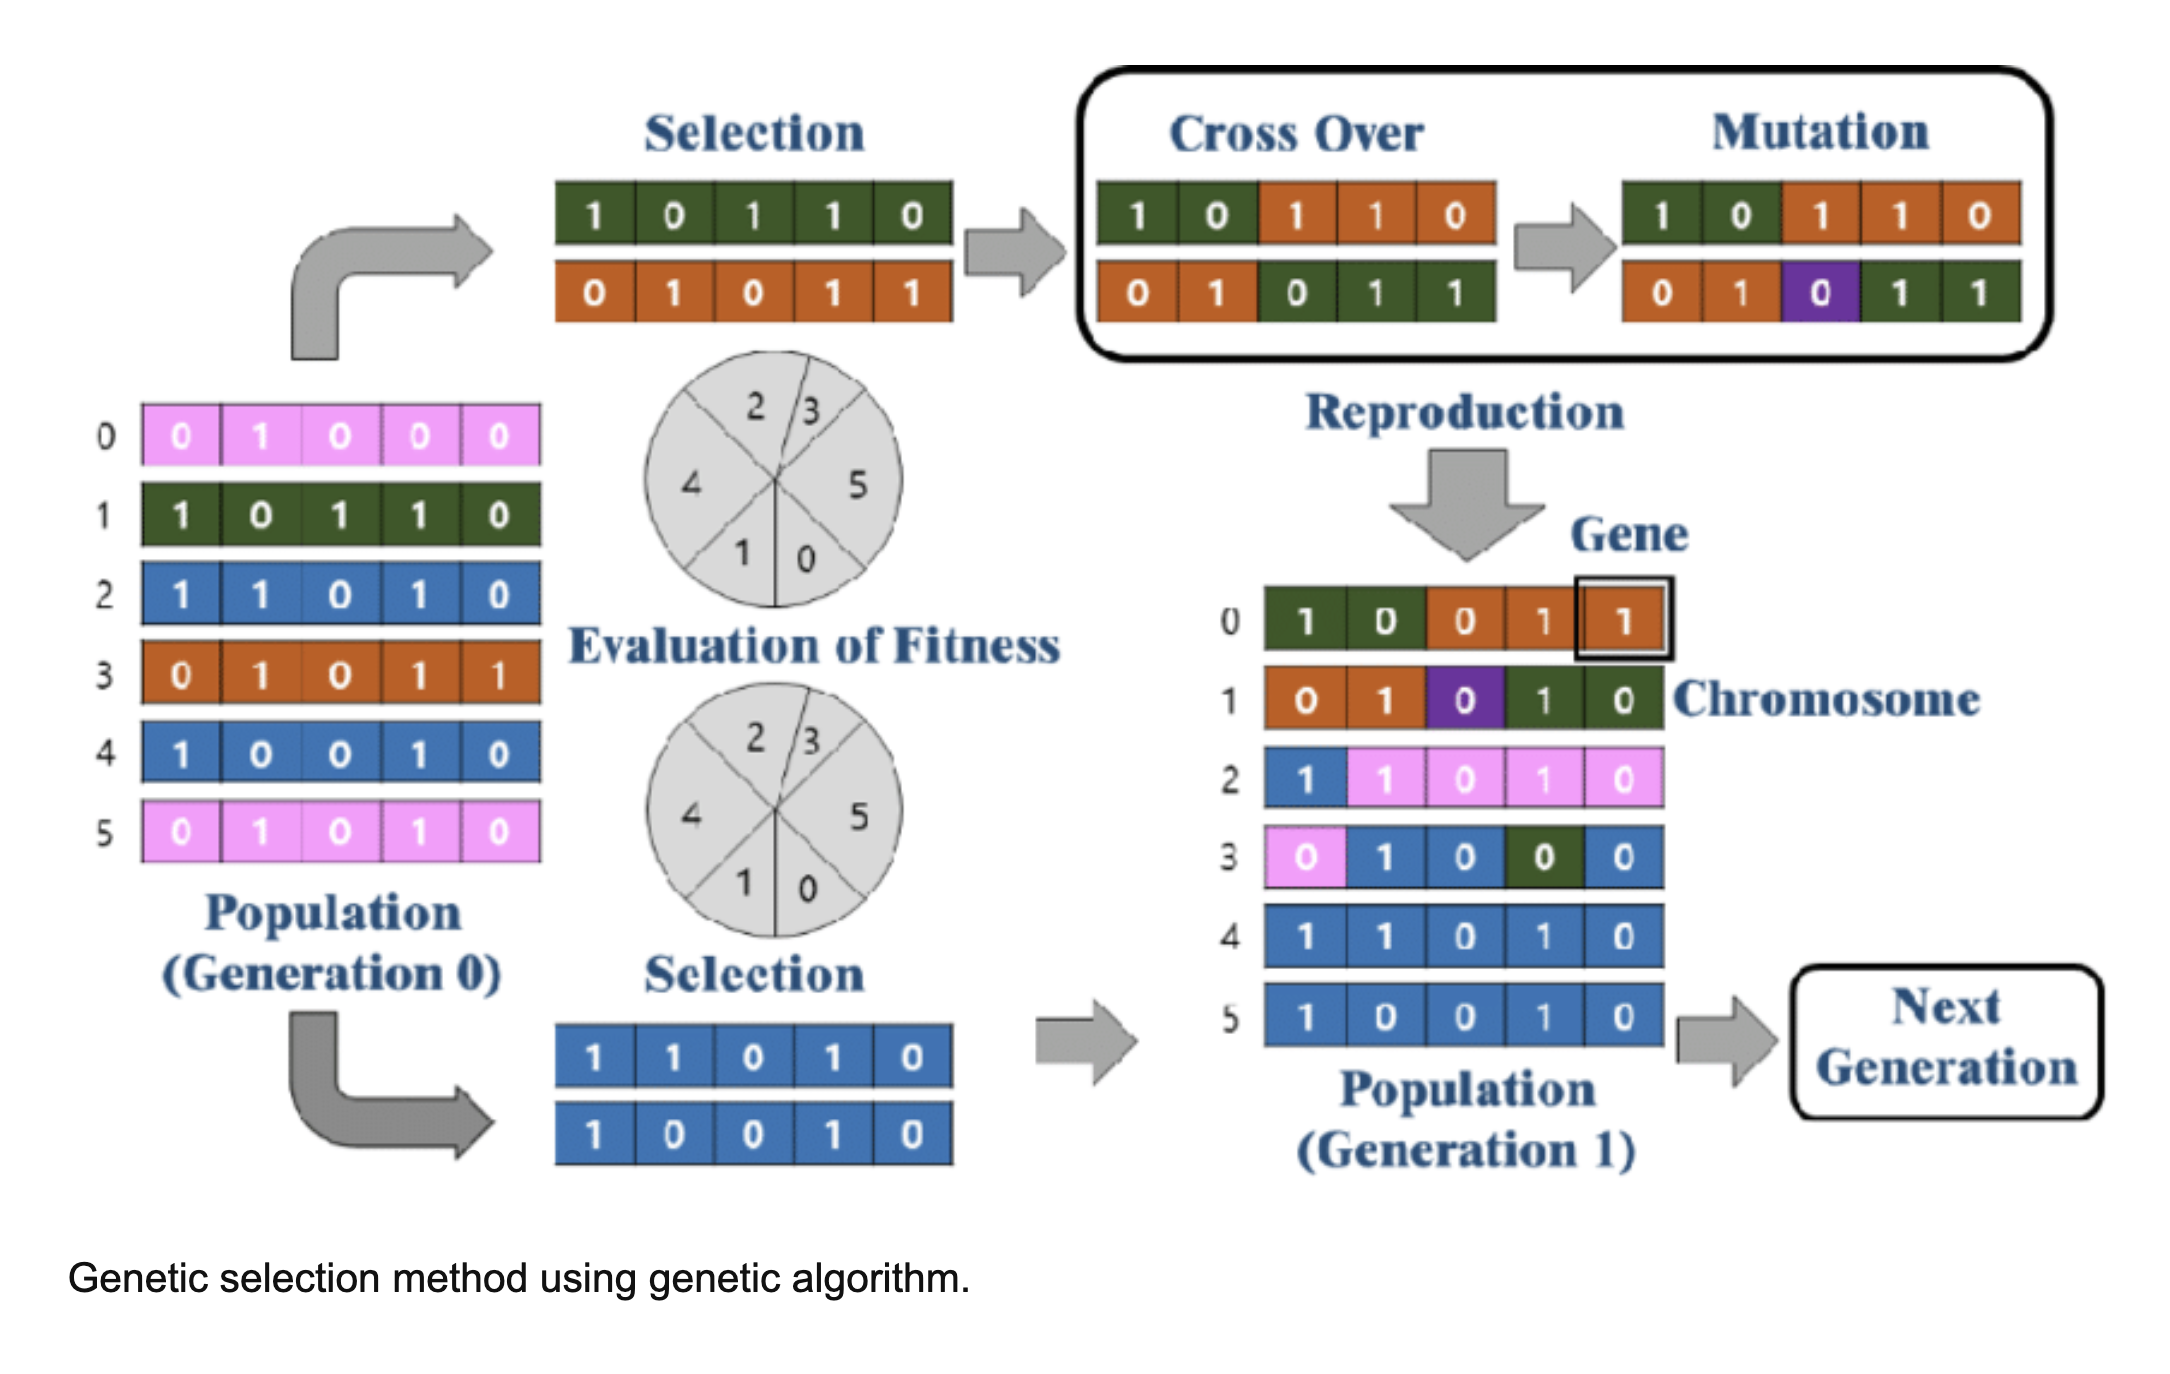 Selection
1 0 1 1 0
0 1 0 1 1
Cross Over
1 0 1 1 0
0 1 0 1 1
Mutation
1 0 1 1 0
0 1 0 1 1
Reproduction
0 0 1 0 0 0
1 1 0 1 1 0
2 1 1 0 1 0
3 0 1 0 1 1
4 1 0 0 1 0
5 0 1 0 1 0
Population
(Generation 0)
2 3
4 5
1 0
Evaluation of Fitness
2 3
4 5
1 0
Selection
1 1 0 1 0
1 0 0 1 0
Gene
0 1 0 0 1 1
1 0 1 0 1 0
Chromosome
2 1 1 0 1 0
3 0 1 0 0 0
4 1 1 0 1 0
5 1 0 0 1 0
Population
(Generation 1)
Next
Generation
Genetic selection method using genetic algorithm.